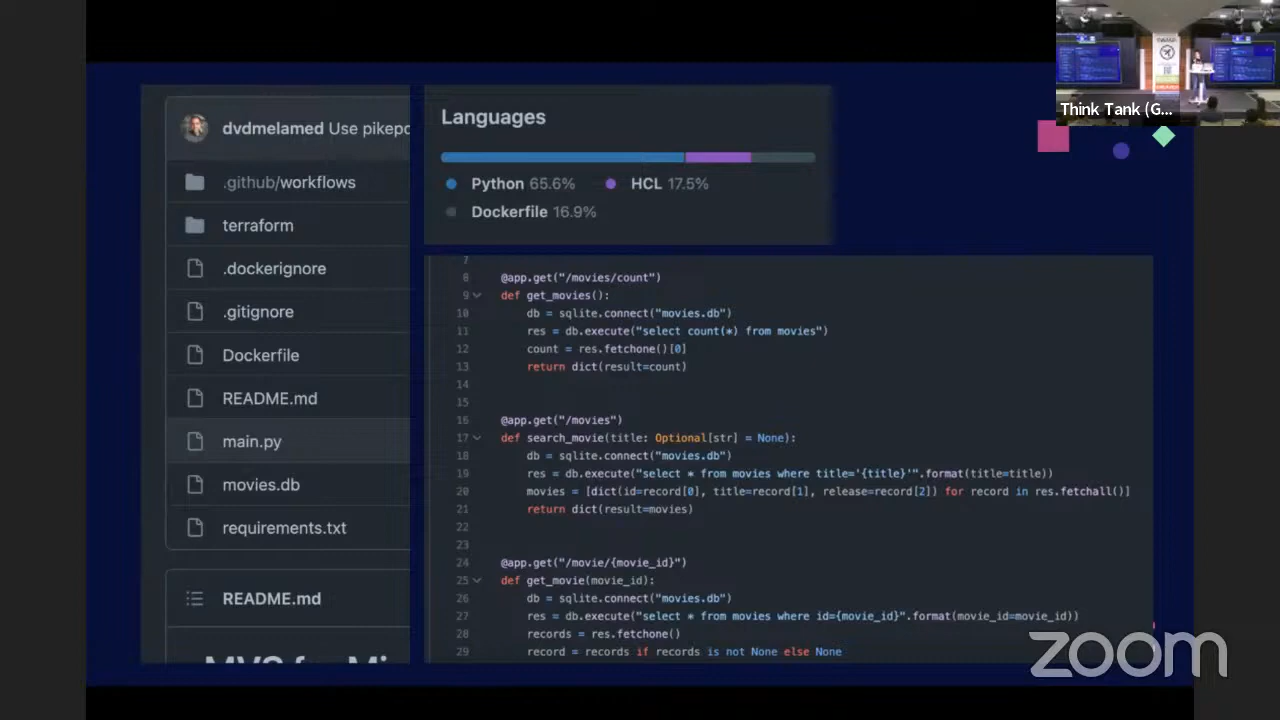 dvdmelamed Use pikepo
.github/workflows
terraform
.dockerignore
.gitignore
Dockerfile
README.md
main.py
movies.db
requirements.txt
README.md
Languages
Python 65.6%
HCL 17.5%
Dockerfile 16.9%
7
8 @app.get("/movies/count")
9 def get_movies():
10 db = sqlite.connect("movies.db")
11 res = db.execute("select count(*) from movies")
12 count = res.fetchone()[0]
13 return dict(result=count)
14
15
16 @app.get("/movies")
17 def search_movie(title: Optional[str] = None):
18 db = sqlite.connect("movies.db")
19 res = db.execute("select * from movies where title='{title}'".format(title=title))
20 movies = [dict(id=record[0], title=record[1], release=record[2]) for record in res.fetchall()]
21 return dict(result=movies)
22
23
24 @app.get("/movie/{movie_id}")
25 def get_movie(movie_id):
26 db = sqlite.connect("movies.db")
27 res = db.execute("select * from movies where id={movie_id}".format(movie_id=movie_id))
28 records = res.fetchone()
29 record = records if records is not None else None
Think Tank (G...
zoom